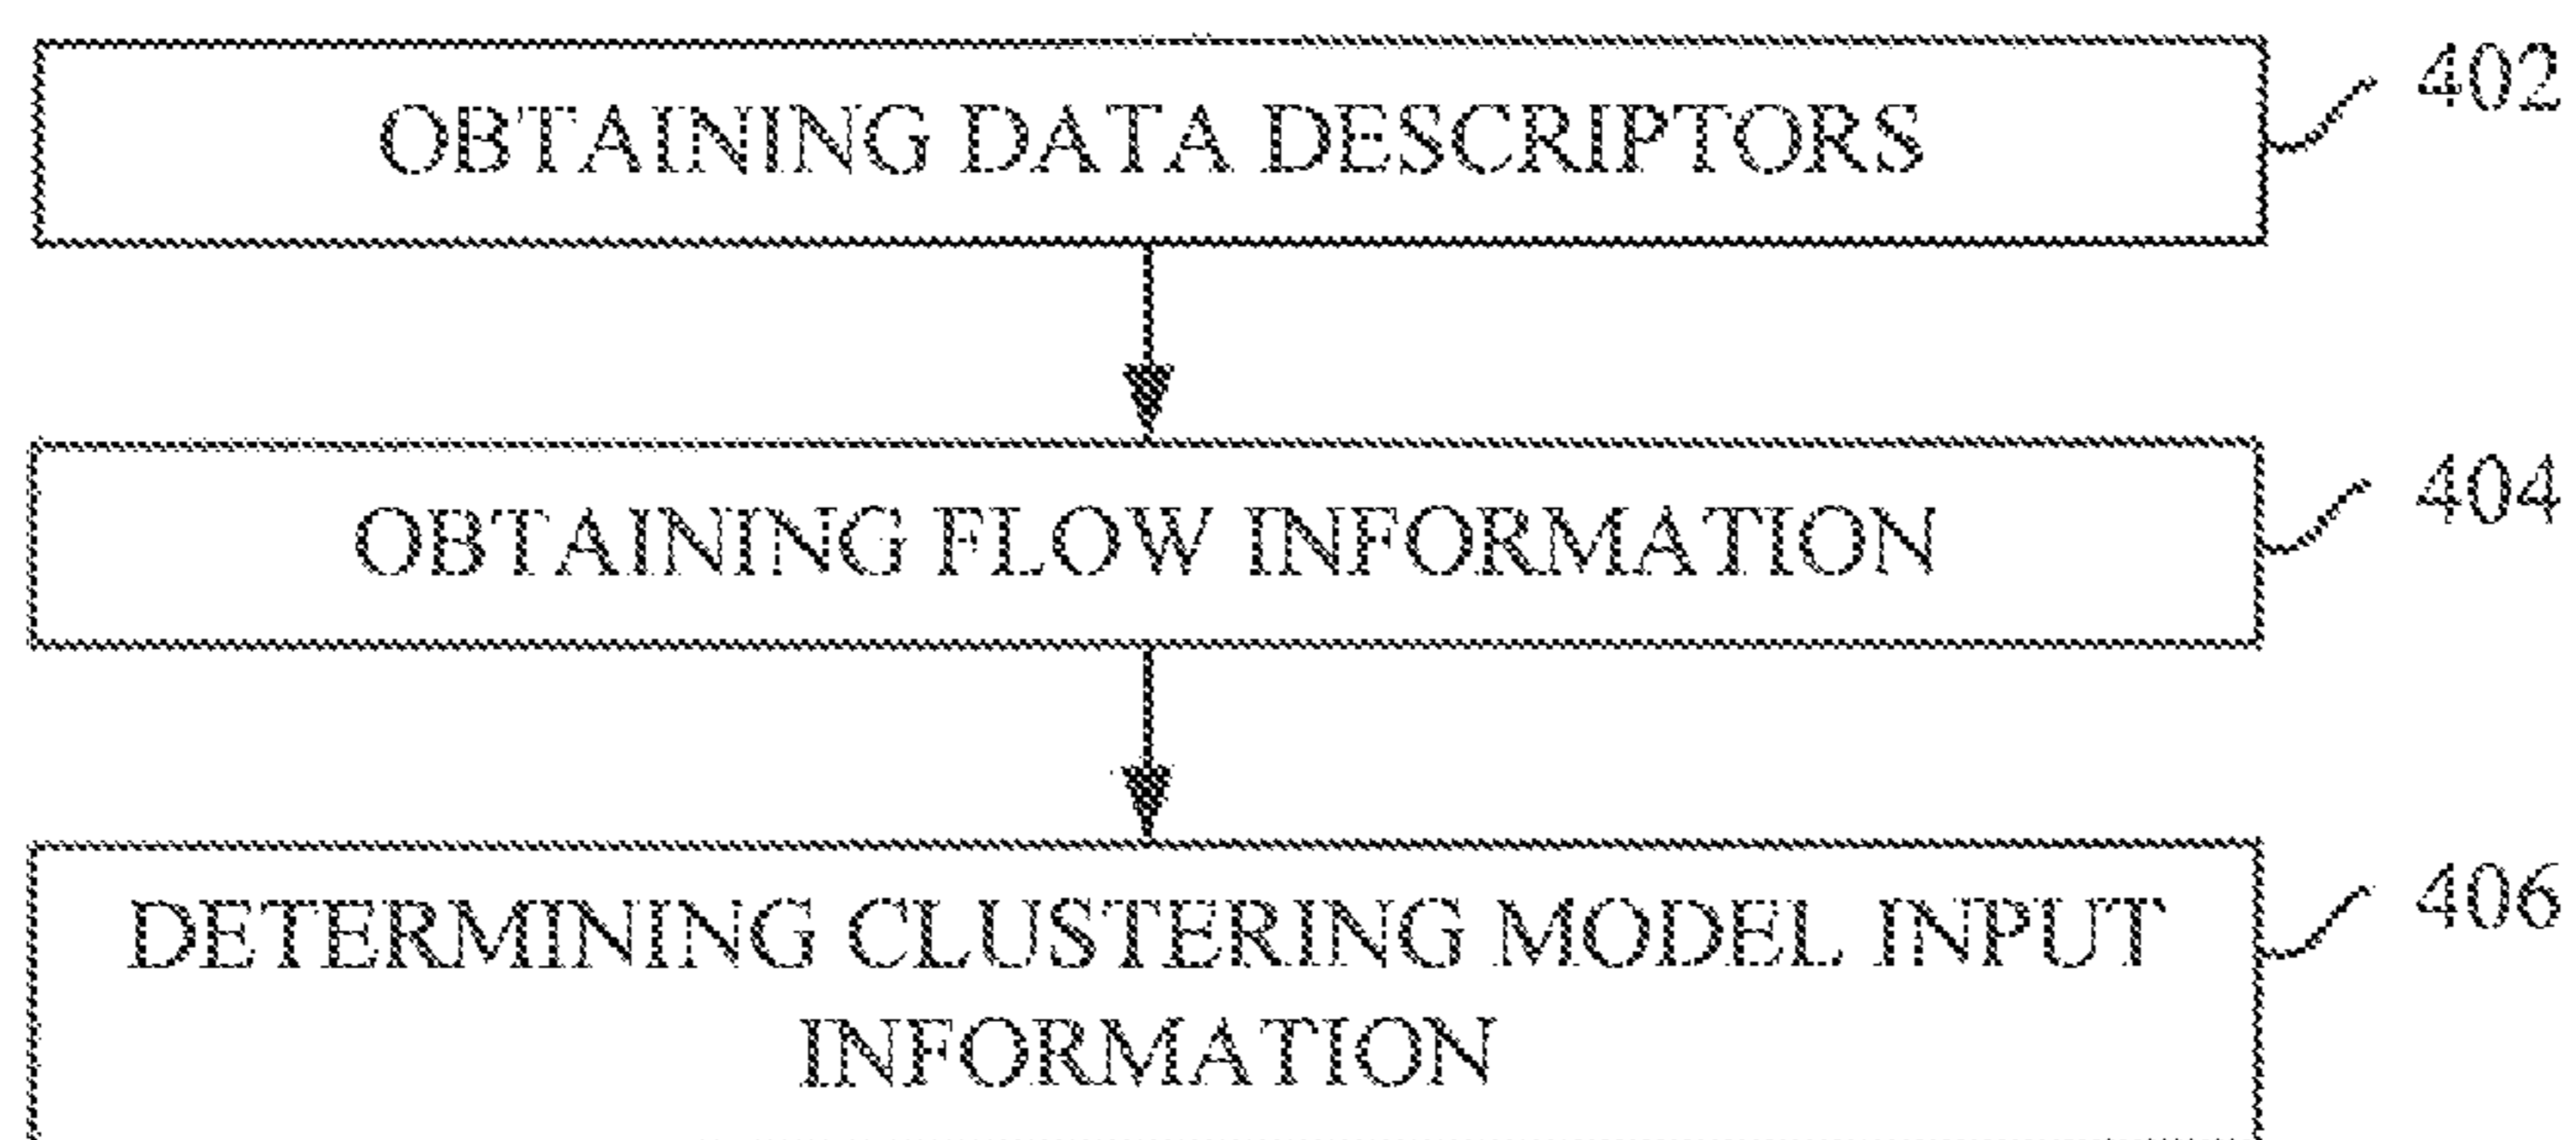 OBTAINING DATA DESCRIPTORS
402
OBTAINING FLOW INFORMATION
404
DETERMINING CLUSTERING MODEL INPUT
INFORMATION
406